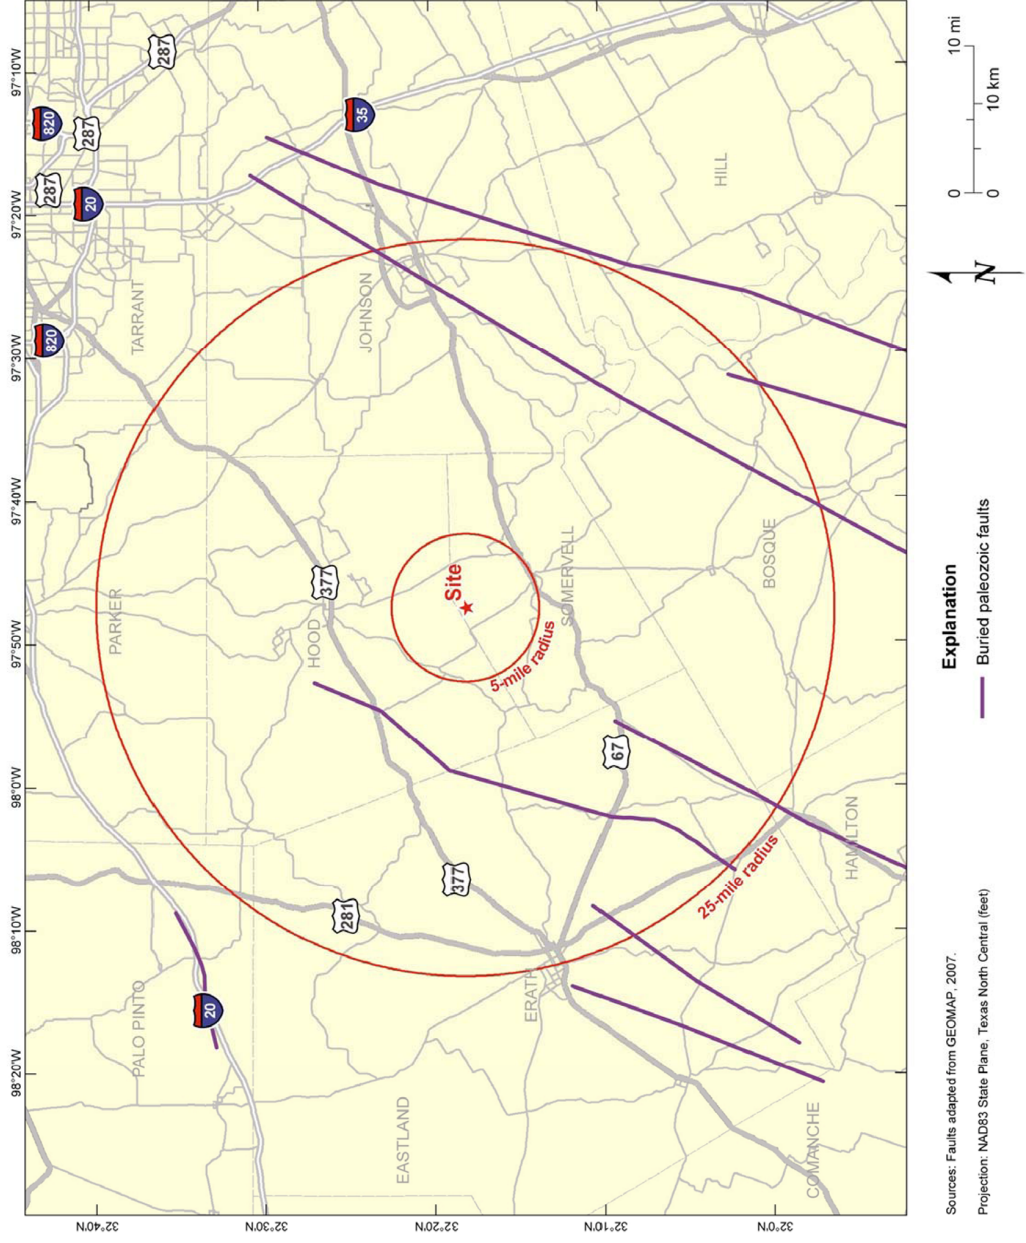 97°10'W
97°20'W
97°30'W
97°40'W
97°50'W
98°0'W
98°10'W
98°20'W
32°40'N
32°30'N
32°20'N
32°10'N
32°0'N
820
287
287
287
20
820
35
TARRANT
JOHNSON
HILL
PARKER
HOOD
377
Site
5-mile radius
SOMERVELL
BOSQUE
67
377
281
25-mile radius
HAMILTON
20
PALO PINTO
ERATH
EASTLAND
COMANCHE
Explanation
Buried paleozoic faults
0 10 mi
0 10 km
N
Sources: Faults adapted from GEOMAP, 2007.
Projection: NAD83 State Plane, Texas North Central (feet)